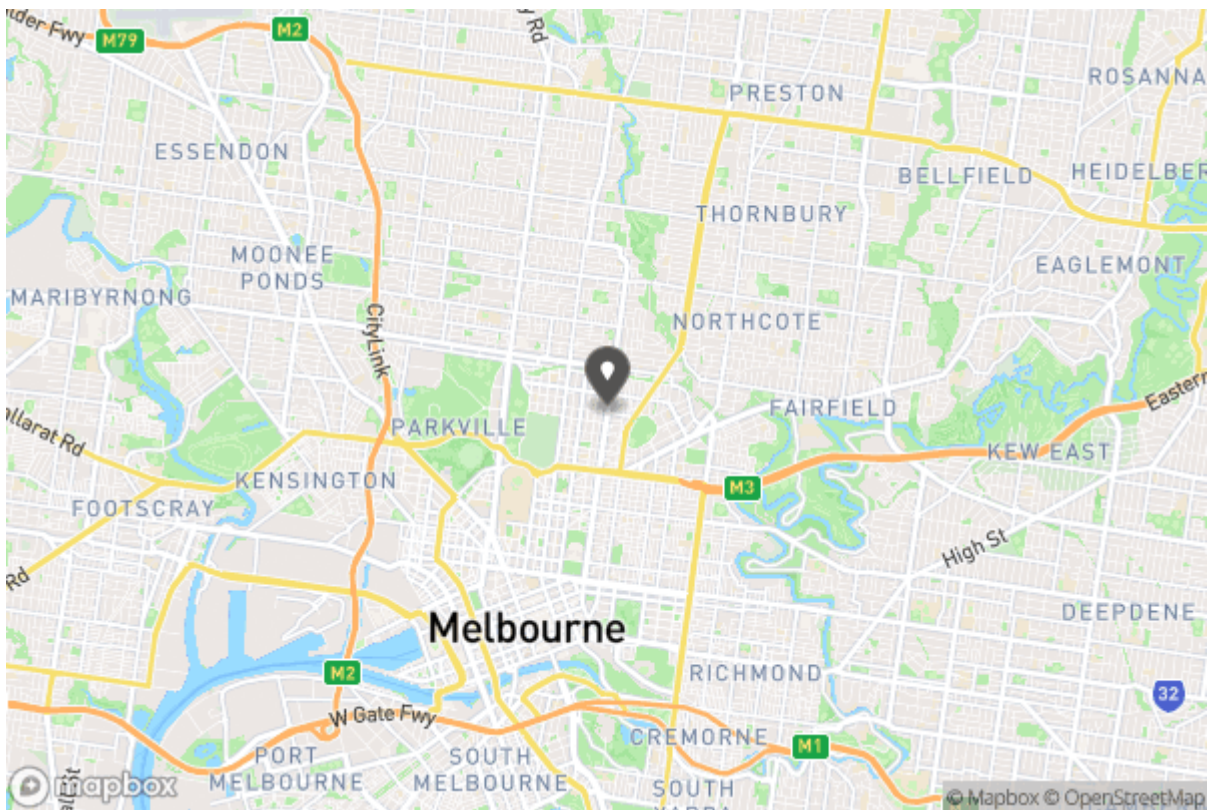 ulder Fwy
M79
M2
y Rd
ROSANNA
PRESTON
ESSENDON
BELLFIELD
HEIDELBER
THORNBURY
MOONEE
PONDS
EAGLEMONT
MARIBYRNONG
NORTHCOTE
CityLink
Eastern
allarat Rd
PARKVILLE
FAIRFIELD
KEW EAST
KENSINGTON
M3
FOOTSCRAY
High St
Rd
DEEPDENE
Melbourne
M2
RICHMOND
32
W Gate Fwy
CREMORNE
M1
PORT
MELBOURNE
SOUTH
MELBOURNE
SOUTH
mapbox
© Mapbox © OpenStreetMap